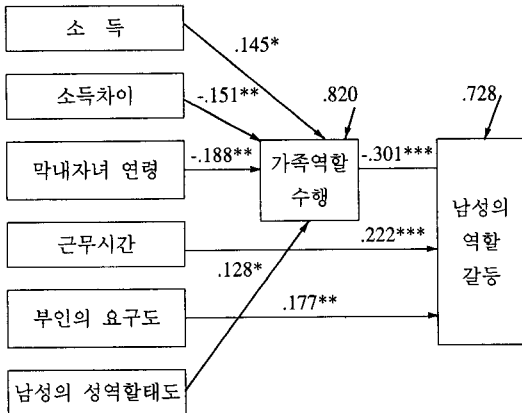 소 득
.145*
소득차이
-.151**
.820
.728
막내자녀 연령
-.188**
가족역할
수행
-.301***
남성의
역할
갈등
근무시간
.222***
.128*
부인의 요구도
.177**
남성의 성역할태도